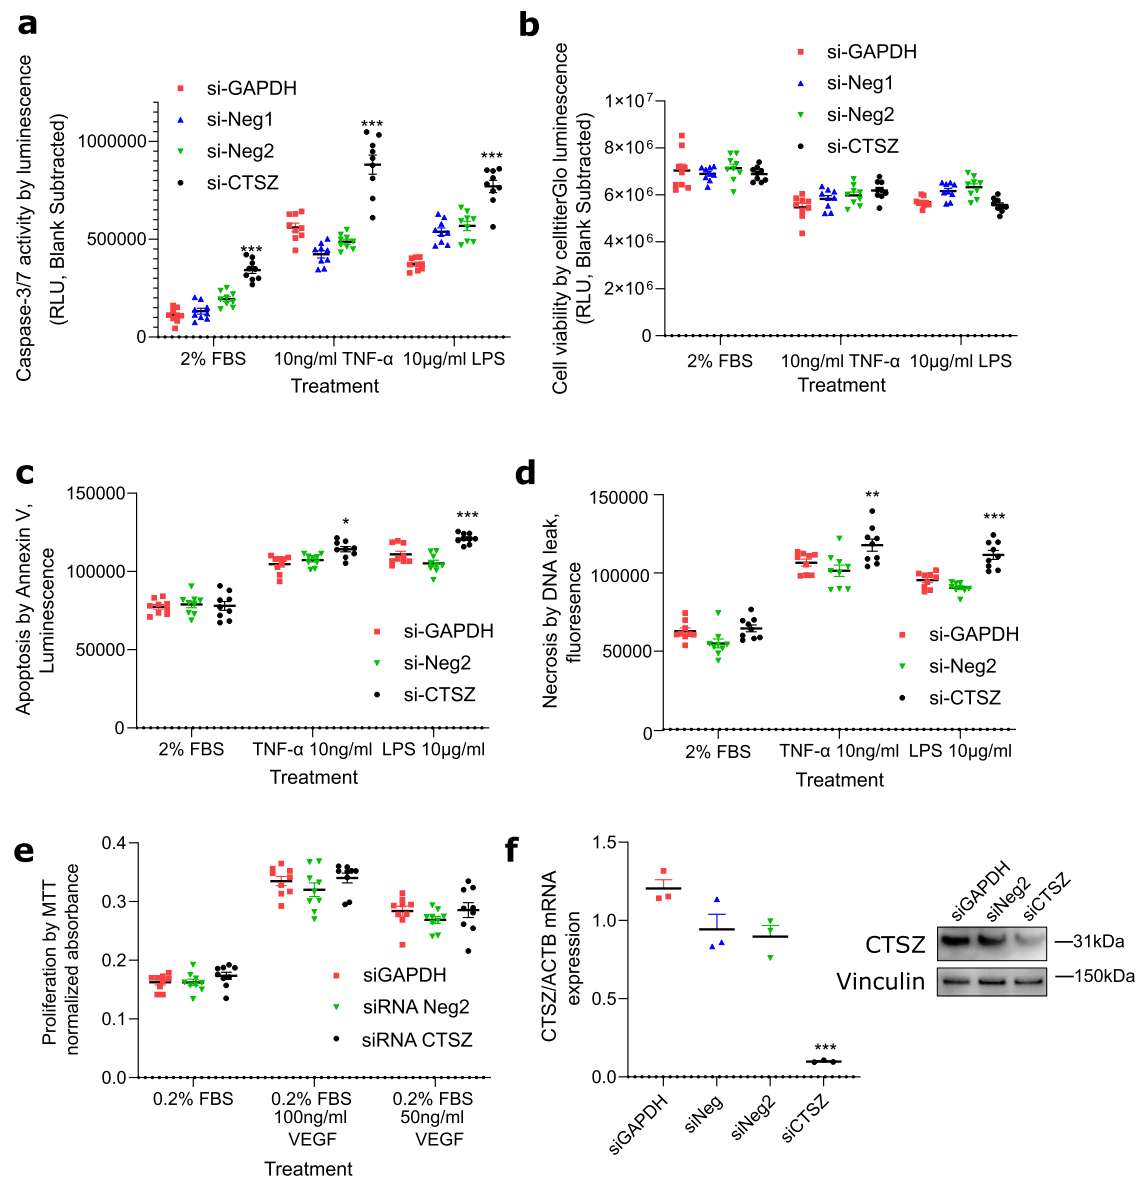 a
Caspase-3/7 activity by luminescence
(RLU, Blank Subtracted)
si-GAPDH
si-Neg1
si-Neg2
si-CTSZ
1000000
500000
0
***
***
***
2% FBS
10ng/ml TNF-α
10µg/ml LPS
Treatment
b
Cell viability by celltiterGlo luminescence
(RLU, Blank Subtracted)
si-GAPDH
si-Neg1
si-Neg2
si-CTSZ
1×10⁷
8×10⁶
6×10⁶
4×10⁶
2×10⁶
0
2% FBS
10ng/ml TNF-α
10µg/ml LPS
Treatment
c
Apoptosis by Annexin V,
Luminescence
150000
100000
50000
0
*
***
si-GAPDH
si-Neg2
si-CTSZ
2% FBS
TNF-α 10ng/ml
LPS 10µg/ml
Treatment
d
Necrosis by DNA leak,
fluoresence
150000
100000
50000
0
**
***
si-GAPDH
si-Neg2
si-CTSZ
2% FBS
TNF-α 10ng/ml
LPS 10µg/ml
Treatment
e
Proliferation by MTT
normalized absorbance
0.4
0.3
0.2
0.1
0.0
siGAPDH
siRNA Neg2
siRNA CTSZ
0.2% FBS
0.2% FBS
100ng/ml
VEGF
0.2% FBS
50ng/ml
VEGF
Treatment
f
CTSZ/ACTB mRNA
expression
1.5
1.0
0.5
0.0
***
siGAPDH
siNeg
siNeg2
siCTSZ
siGAPDH
siNeg2
siCTSZ
CTSZ
31kDa
Vinculin
150kDa